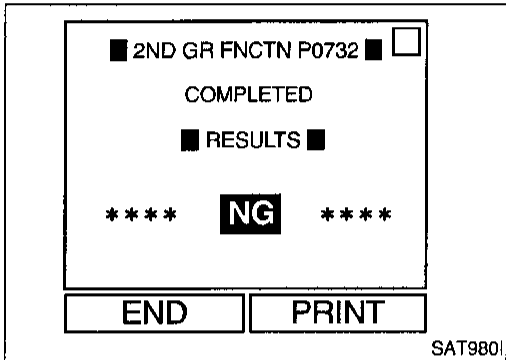 ■ 2ND GR FNCTN P0732 ■
COMPLETED
■ RESULTS ■
**** NG ****
END PRINT
SAT980I